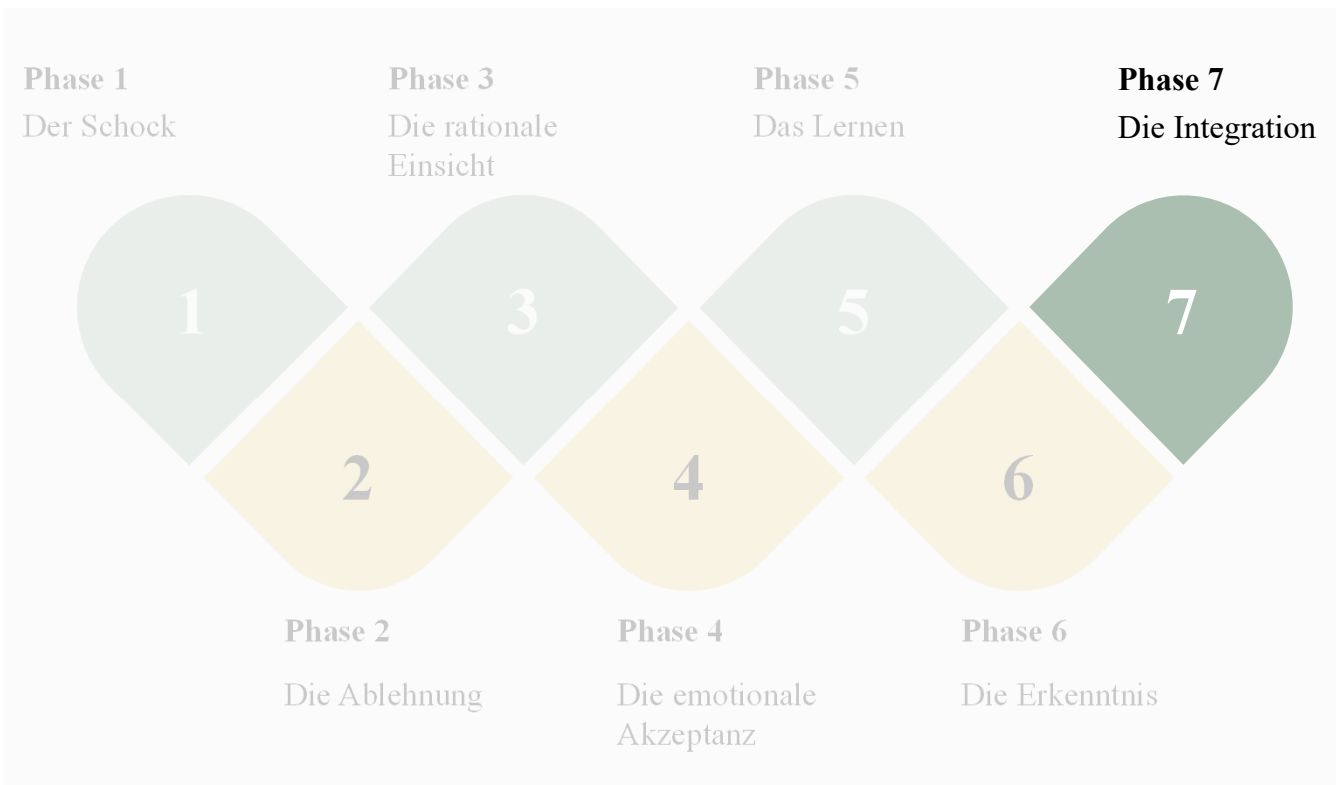 Phase 1
Der Schock
Phase 3
Die rationale
Einsicht
Phase 5
Das Lernen
Phase 7
Die Integration
1
3
5
7
2
4
6
Phase 2
Die Ablehnung
Phase 4
Die emotionale
Akzeptanz
Phase 6
Die Erkenntnis